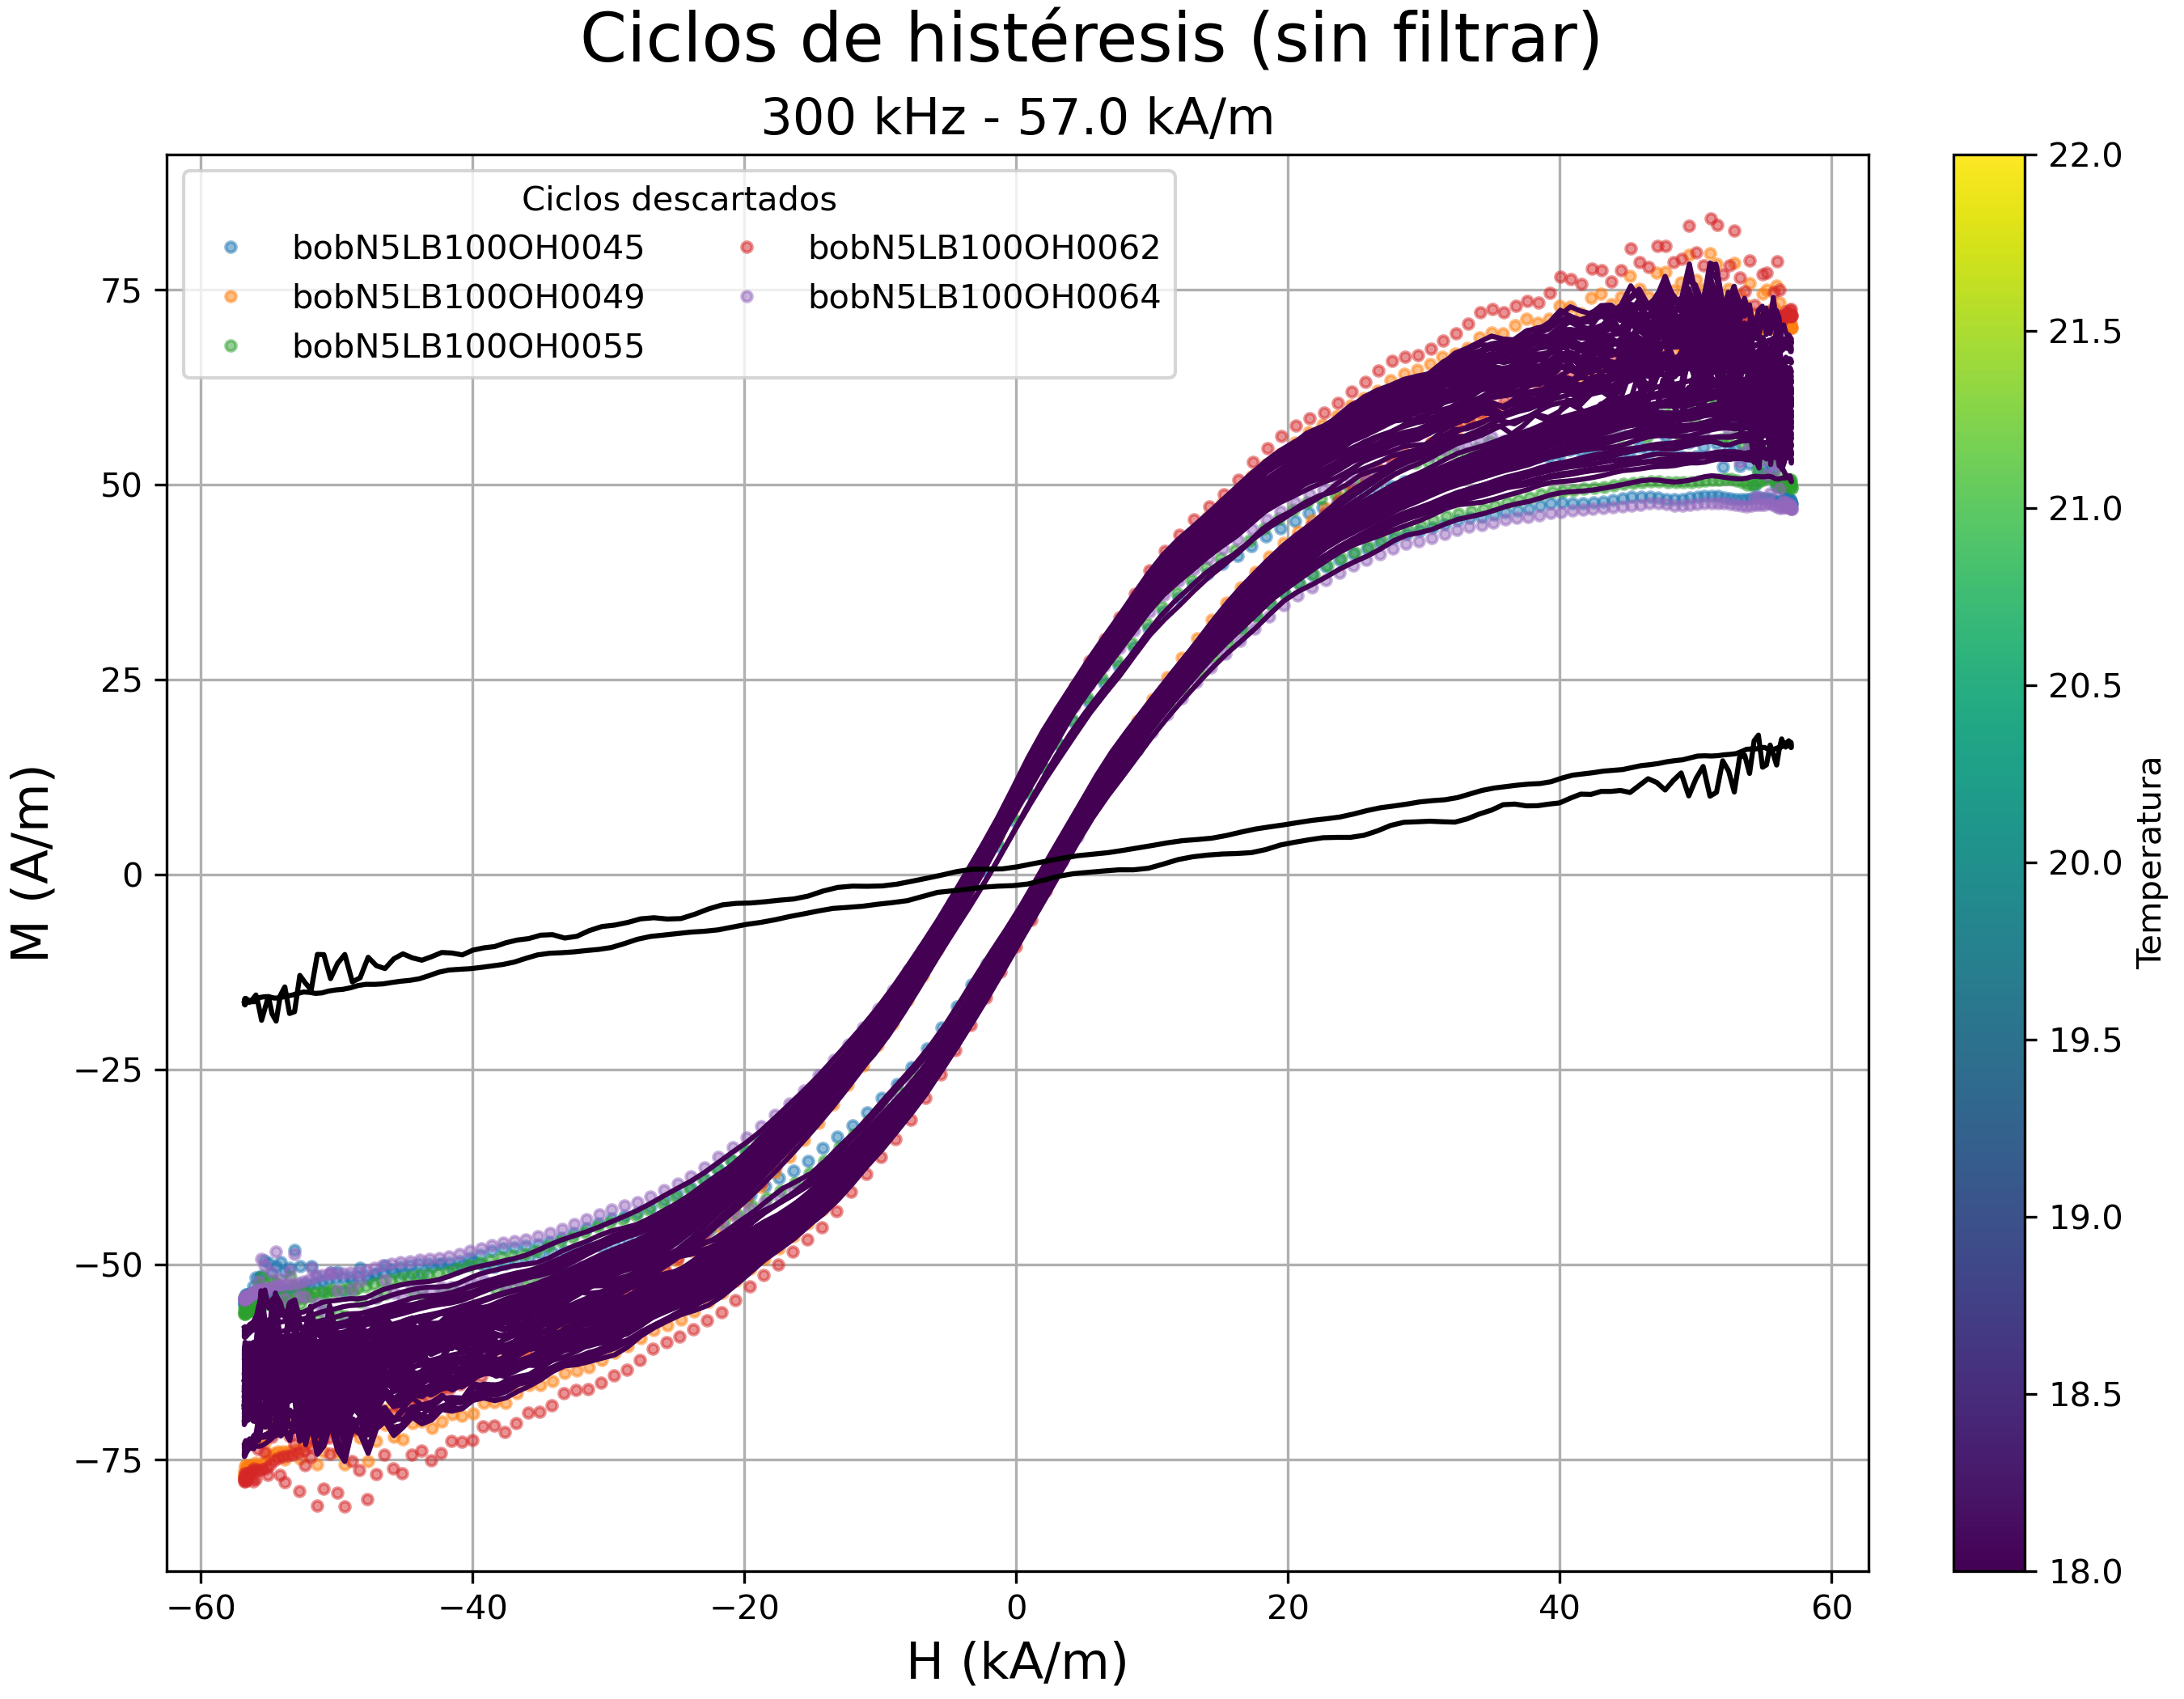 Ciclos de histéresis (sin filtrar)
300 kHz - 57.0 kA/m
Ciclos descartados
bobN5LB100OH0045
bobN5LB100OH0049
bobN5LB100OH0055
bobN5LB100OH0062
bobN5LB100OH0064
75
50
25
0
−25
−50
−75
M (A/m)
−60
−40
−20
0
20
40
60
H (kA/m)
22.0
21.5
21.0
20.5
20.0
19.5
19.0
18.5
18.0
Temperatura